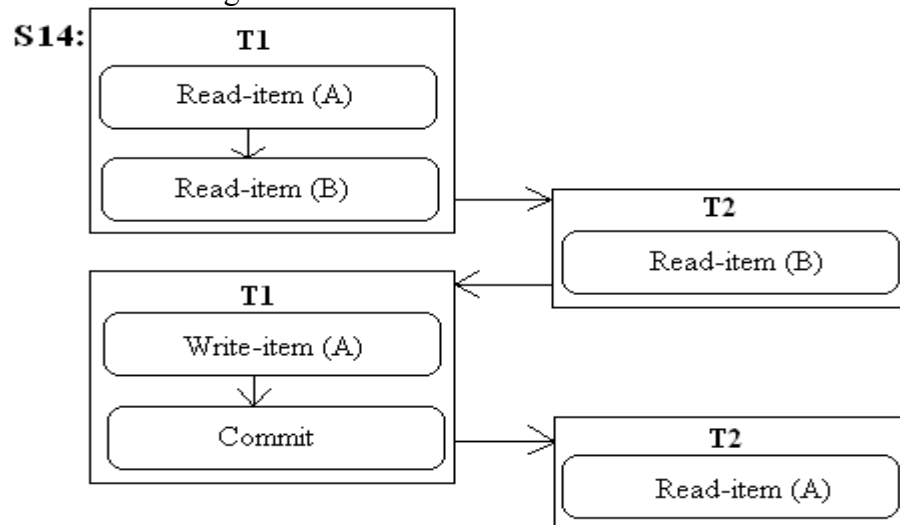 S14:
T1
Read-item (A)
Read-item (B)
T2
Read-item (B)
T1
Write-item (A)
Commit
T2
Read-item (A)